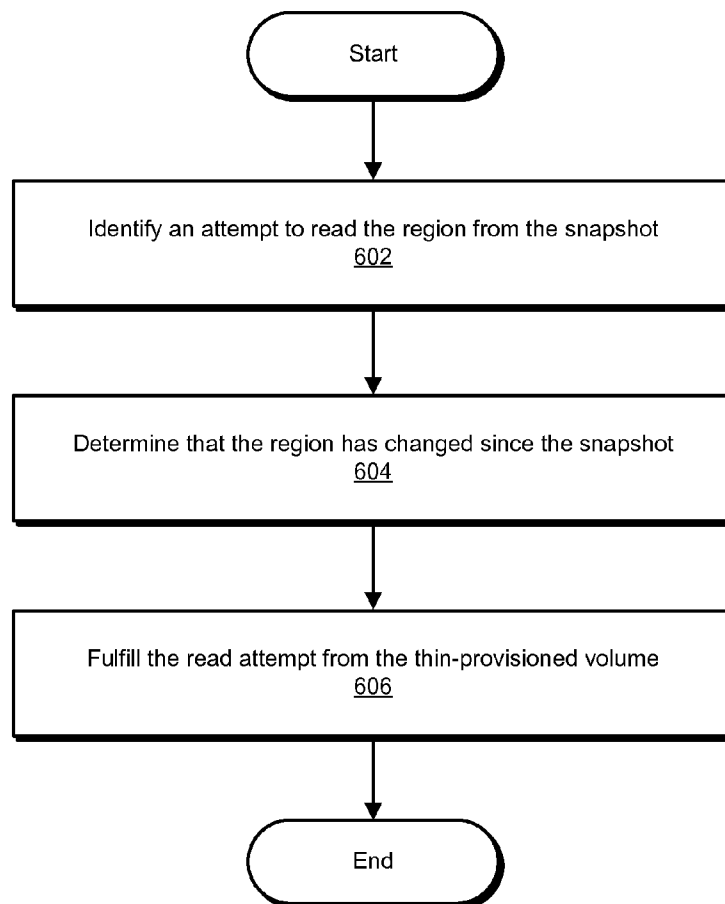 Start
Identify an attempt to read the region from the snapshot
602
Determine that the region has changed since the snapshot
604
Fulfill the read attempt from the thin-provisioned volume
606
End